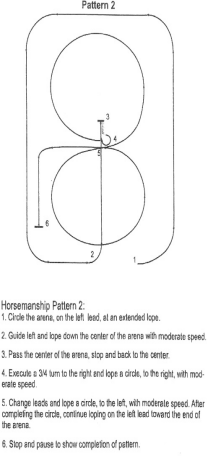 Pattern 2
3
4
5
6
2
1
Horsemanship Pattern 2:
1. Circle the arena, on the left lead, at an extended lope.
2. Guide left and lope down the center of the arena with moderate speed.
3. Pass the center of the arena, stop and back to the center.
4. Execute a 3/4 turn to the right and lope a circle, to the right, with mod-
erate speed.
5. Change leads and lope a circle, to the left, with moderate speed. After
completing the circle, continue loping on the left lead toward the end of
the arena.
6. Stop and pause to show completion of pattern.